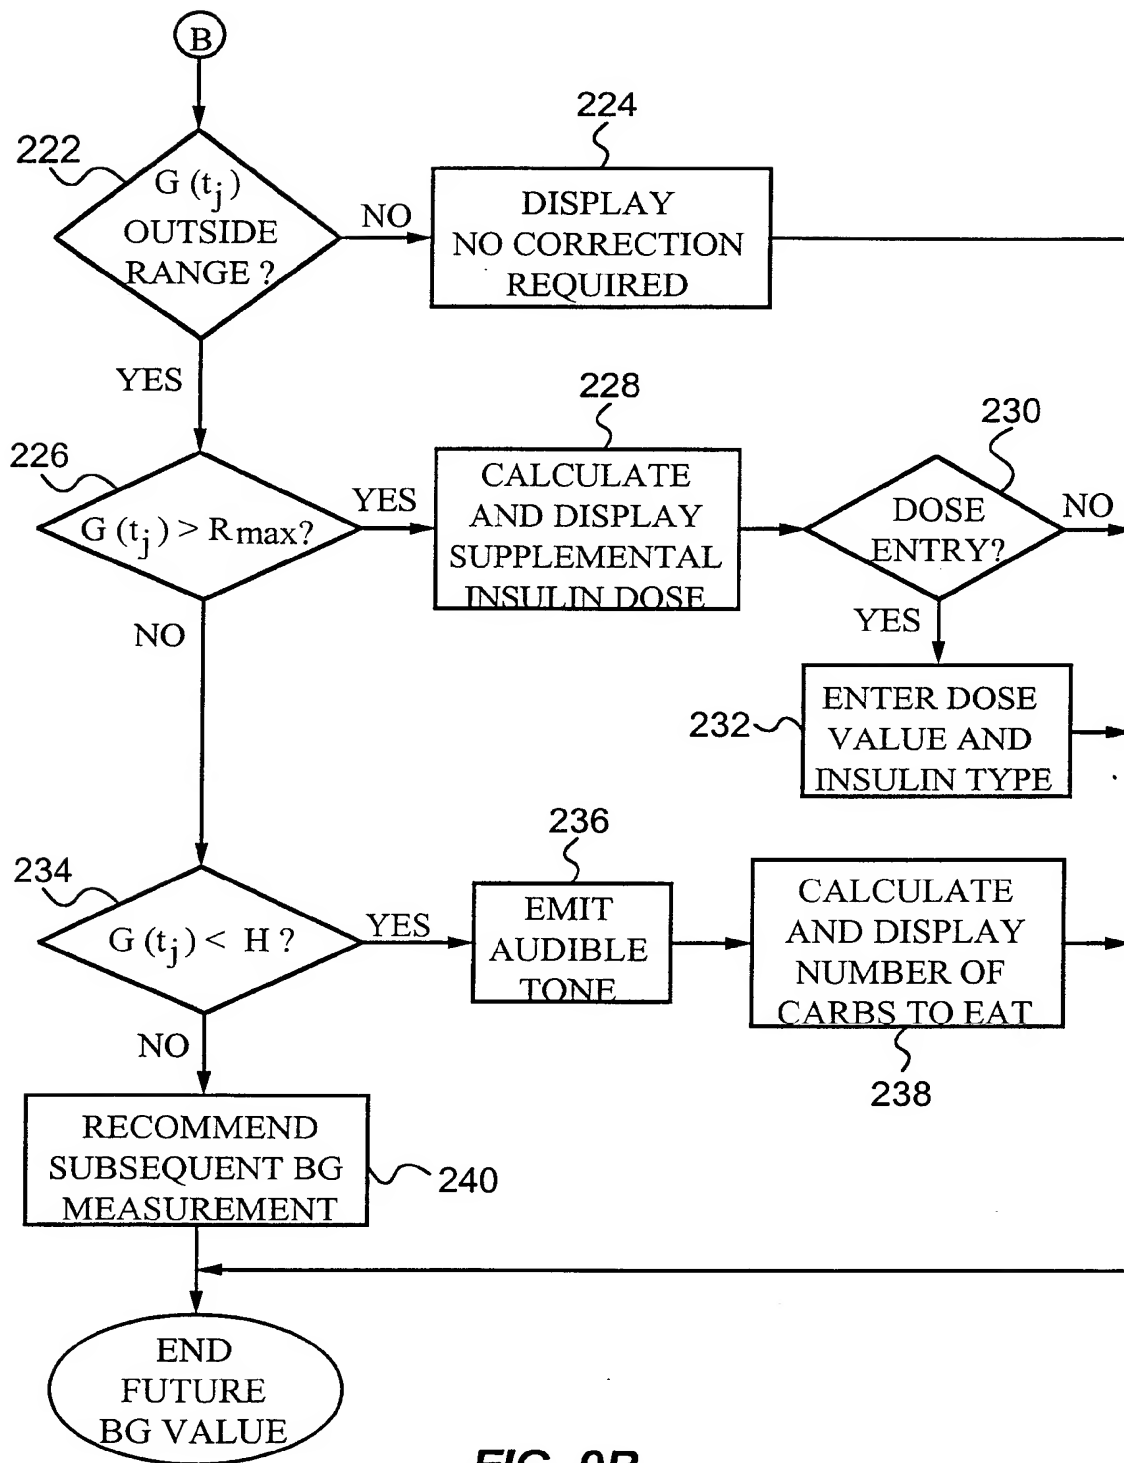 B
222
G (tj)
OUTSIDE
RANGE ?
NO
224
DISPLAY
NO CORRECTION
REQUIRED
YES
226
G (tj) > Rmax?
YES
228
CALCULATE
AND DISPLAY
SUPPLEMENTAL
INSULIN DOSE
230
DOSE
ENTRY?
NO
YES
232
ENTER DOSE
VALUE AND
INSULIN TYPE
NO
234
G (tj) < H ?
YES
236
EMIT
AUDIBLE
TONE
CALCULATE
AND DISPLAY
NUMBER OF
CARBS TO EAT
238
NO
RECOMMEND
SUBSEQUENT BG
MEASUREMENT
240
END
FUTURE
BG VALUE